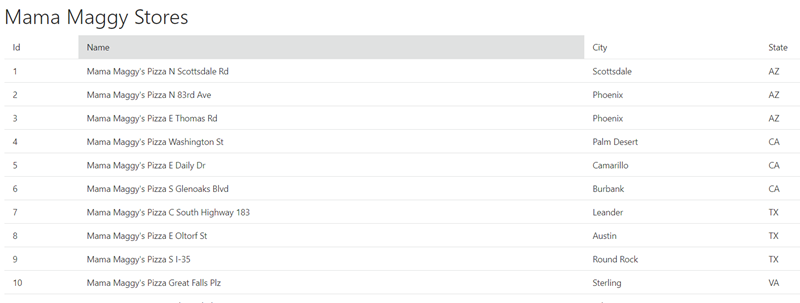 Mama Maggy Stores
Id Name City State
1 Mama Maggy's Pizza N Scottsdale Rd Scottsdale AZ
2 Mama Maggy's Pizza N 83rd Ave Phoenix AZ
3 Mama Maggy's Pizza E Thomas Rd Phoenix AZ
4 Mama Maggy's Pizza Washington St Palm Desert CA
5 Mama Maggy's Pizza E Daily Dr Camarillo CA
6 Mama Maggy's Pizza S Glenoaks Blvd Burbank CA
7 Mama Maggy's Pizza C South Highway 183 Leander TX
8 Mama Maggy's Pizza E Oltorf St Austin TX
9 Mama Maggy's Pizza S I-35 Round Rock TX
10 Mama Maggy's Pizza Great Falls Plz Sterling VA